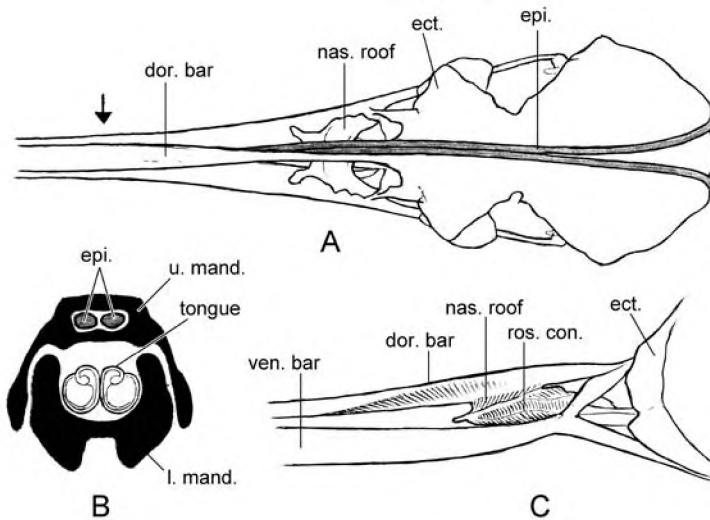 ect.
epi.
nas. roof
dor. bar
A
epi.
u. mand.
tongue
l. mand.
B
nas. roof
ect.
ros. con.
dor. bar
ven. bar
C